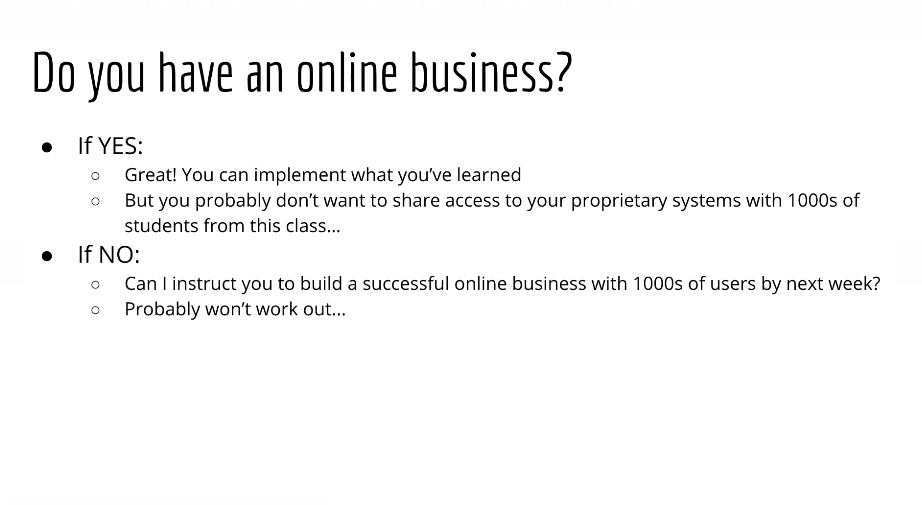 Do you have an online business?
● If YES:
○ Great! You can implement what you’ve learned
○ But you probably don’t want to share access to your proprietary systems with 1000s of
students from this class...
● If NO:
○ Can I instruct you to build a successful online business with 1000s of users by next week?
○ Probably won’t work out...